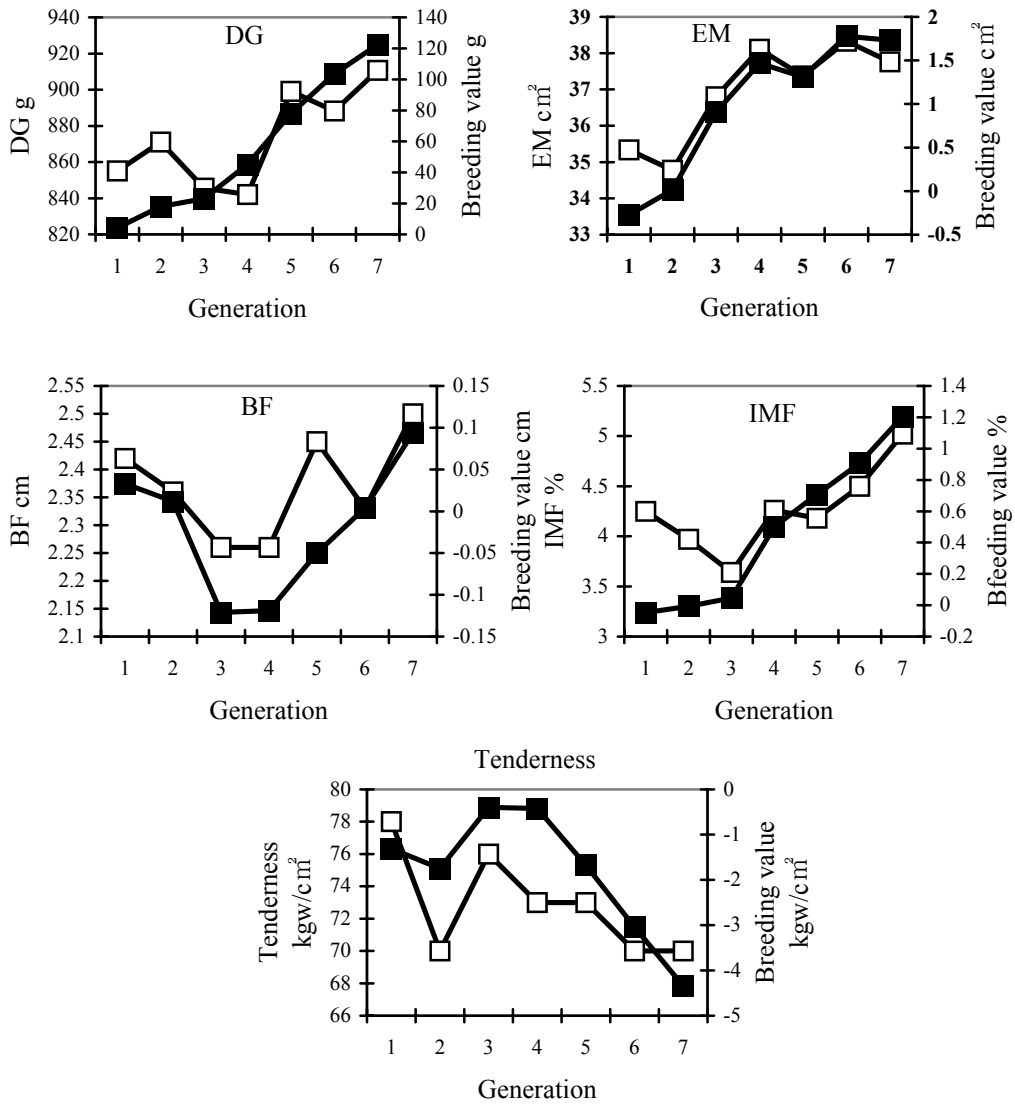 DG
DG g
940
920
900
880
860
840
820
140
120
100
80
60
40
20
0
Breeding value g
1 2 3 4 5 6 7
Generation
EM
EM cm²
39
38
37
36
35
34
33
2
1.5
1
0.5
0
-0.5
Breeding value cm²
1 2 3 4 5 6 7
Generation
BF
BF cm
2.55
2.5
2.45
2.4
2.35
2.3
2.25
2.2
2.15
2.1
0.15
0.1
0.05
0
-0.05
-0.1
-0.15
Breeding value cm
1 2 3 4 5 6 7
Generation
IMF
IMF %
5.5
5
4.5
4
3.5
3
1.4
1.2
1
0.8
0.6
0.4
0.2
0
-0.2
Bfeeding value %
1 2 3 4 5 6 7
Generation
Tenderness
Tenderness
kgw/cm²
80
78
76
74
72
70
68
66
0
-1
-2
-3
-4
-5
Breeding value
kgw/cm²
1 2 3 4 5 6 7
Generation